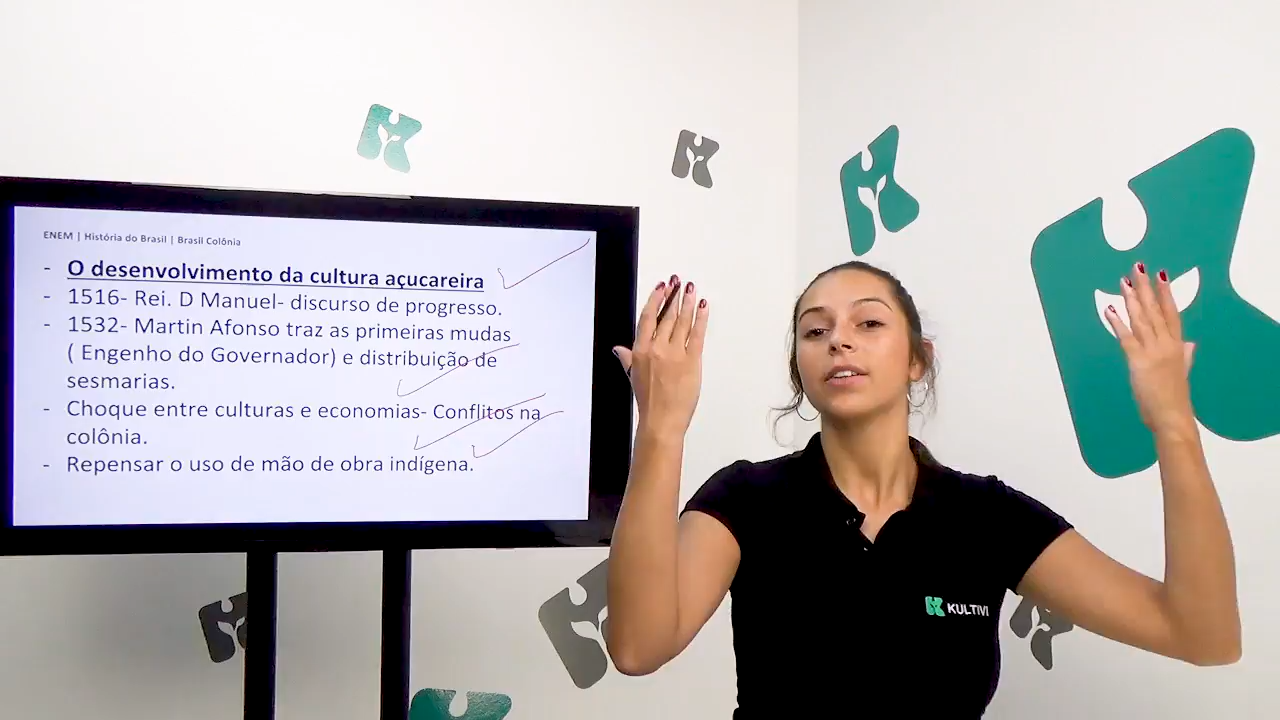 ENEM | História do Brasil | Brasil Colônia
- O desenvolvimento da cultura açucareira
- 1516- Rei. D Manuel- discurso de progresso.
- 1532- Martin Afonso traz as primeiras mudas
( Engenho do Governador) e distribuição de
sesmarias.
- Choque entre culturas e economias- Conflitos na
colônia.
- Repensar o uso de mão de obra indígena.
KULTIVI